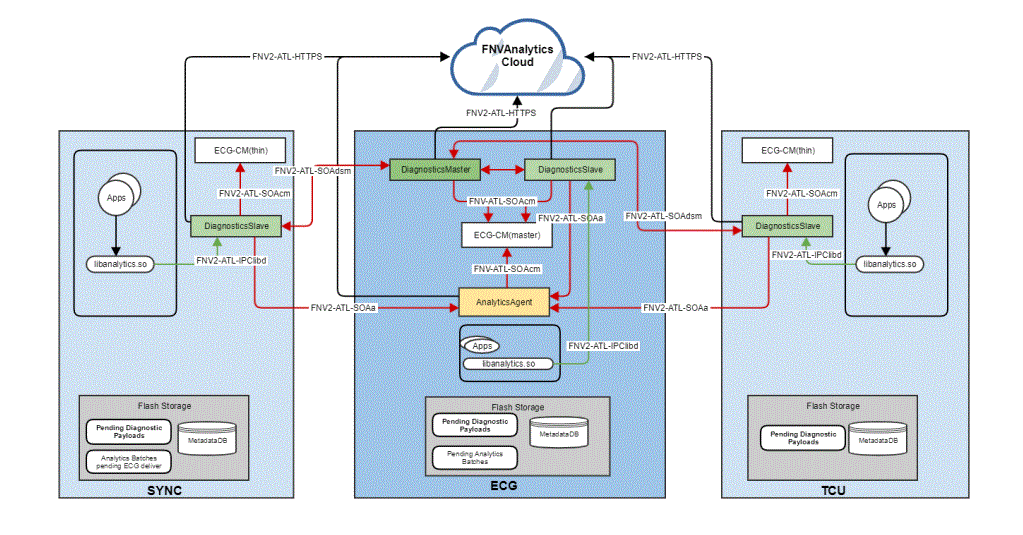 FNVAnalytics
Cloud
FNV2-ATL-HTTPS
FNV2-ATL-HTTPS
FNV2-ATL-HTTPS
ECG-CM(thin)
FNV2-ATL-SOAdsm
FNV2-ATL-SOAcm
Apps
DiagnosticsSlave
libanalytics.so
FNV2-ATL-IPClibd
FNV2-ATL-SOAa
Flash Storage
Pending Diagnostic
Payloads
MetadataDB
Analytics Batches
pending ECG deliver
SYNC
DiagnosticsMaster
DiagnosticsSlave
FNV-ATL-SOAcm
FNV2-ATL-SOAa
ECG-CM(master)
FNV-ATL-SOAcm
AnalyticsAgent
Apps
libanalytics.so
FNV2-ATL-IPClibd
Flash Storage
Pending Diagnostic
Payloads
MetadataDB
Pending Analytics
Batches
ECG
ECG-CM(thin)
FNV2-ATL-SOAcm
FNV2-ATL-SOAdsm
DiagnosticsSlave
Apps
FNV2-ATL-IPClibd
libanalytics.so
FNV2-ATL-SOAa
Flash Storage
Pending Diagnostic
Payloads
MetadataDB
TCU